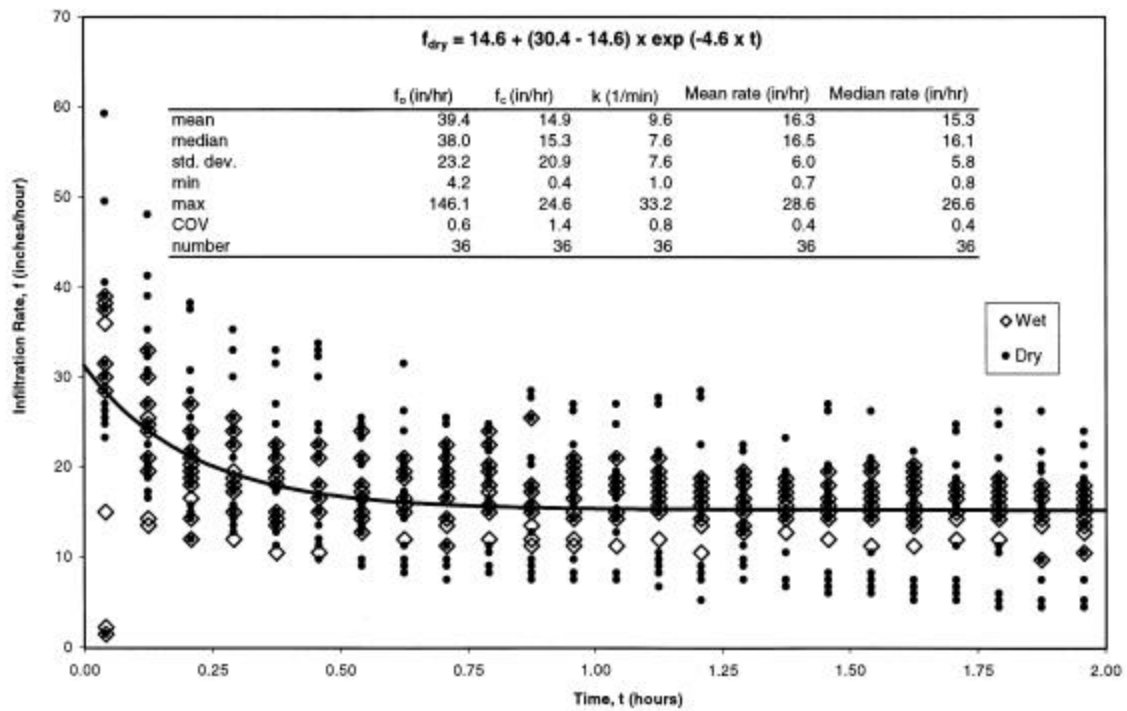 f_dry = 14.6 + (30.4 - 14.6) x exp (-4.6 x t)
f_o (in/hr) f_c (in/hr) k (1/min) Mean rate (in/hr) Median rate (in/hr)
mean 39.4 14.9 9.6 16.3 15.3
median 38.0 15.3 7.6 16.5 16.1
std. dev. 23.2 20.9 7.6 6.0 5.8
min 4.2 0.4 1.0 0.7 0.8
max 146.1 24.6 33.2 28.6 26.6
COV 0.6 1.4 0.8 0.4 0.4
number 36 36 36 36 36
Infiltration Rate, f (inches/hour)
70
60
50
40
30
20
10
0
Wet
Dry
0.00 0.25 0.50 0.75 1.00 1.25 1.50 1.75 2.00
Time, t (hours)